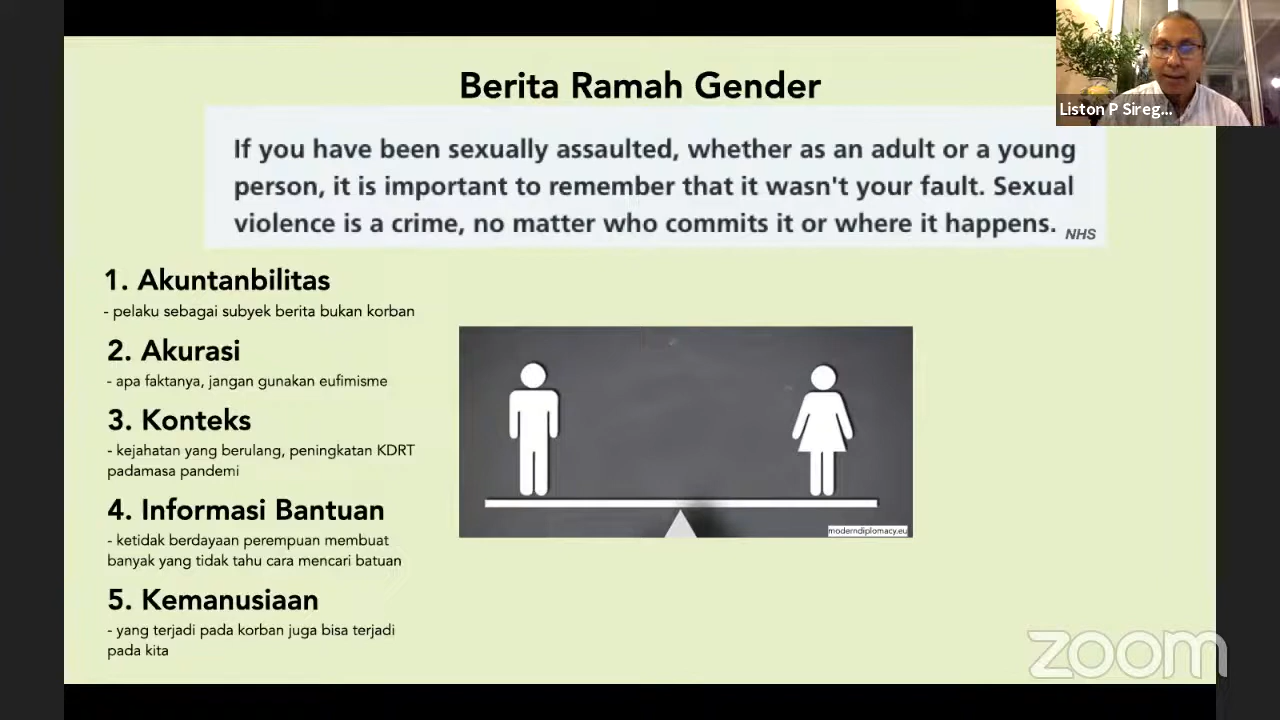 Berita Ramah Gender
Liston P Sireg...
If you have been sexually assaulted, whether as an adult or a young
person, it is important to remember that it wasn't your fault. Sexual
violence is a crime, no matter who commits it or where it happens.
NHS
1. Akuntanbilitas
- pelaku sebagai subyek berita bukan korban
2. Akurasi
- apa faktanya, jangan gunakan eufimisme
3. Konteks
- kejahatan yang berulang, peningkatan KDRT
padamasa pandemi
4. Informasi Bantuan
- ketidak berdayaan perempuan membuat
banyak yang tidak tahu cara mencari batuan
5. Kemanusiaan
- yang terjadi pada korban juga bisa terjadi
pada kita
moderndiplomacy.eu
zoom